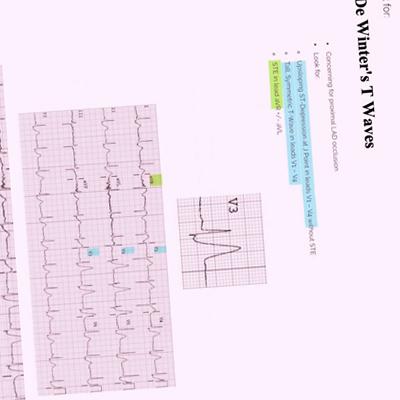 for:
De Winter's T Waves
• Concerning for proximal LAD occlusion
• Look for:
• Upsloping ST-Depression at J Point in leads V1 - V4 without STE
• Tall, Symmetric T-Wave in leads V1 - V4
• STE in lead aVR +/- aVL
V3